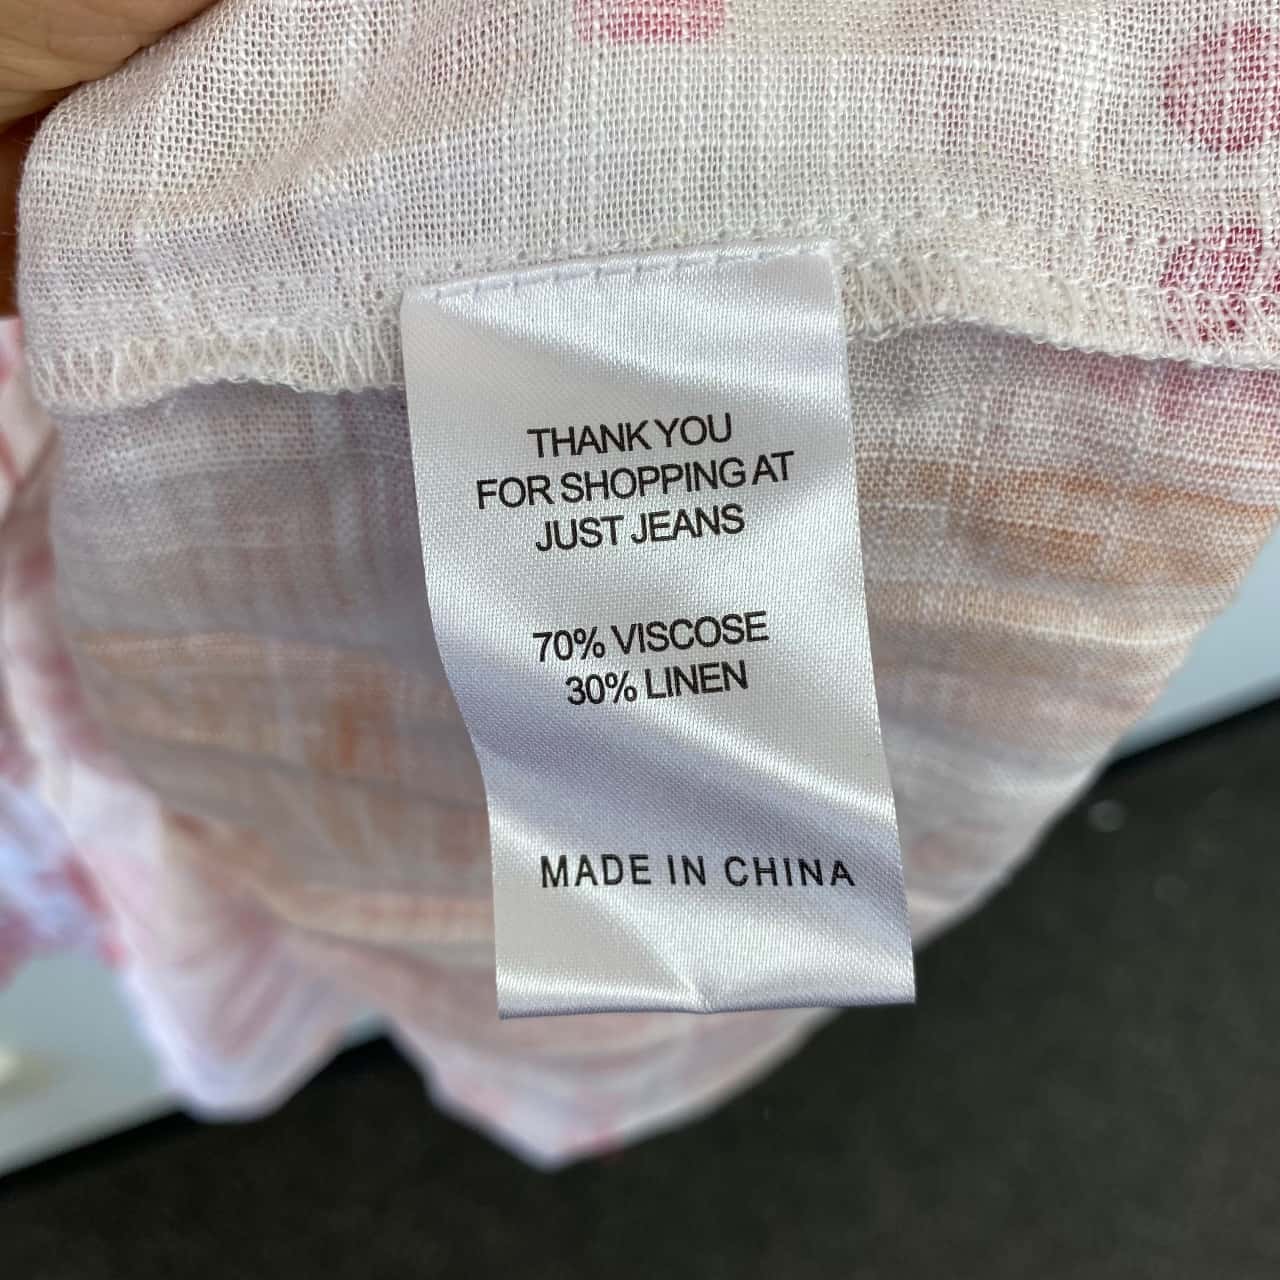 THANK YOU
FOR SHOPPING AT
JUST JEANS
70% VISCOSE
30% LINEN
MADE IN CHINA